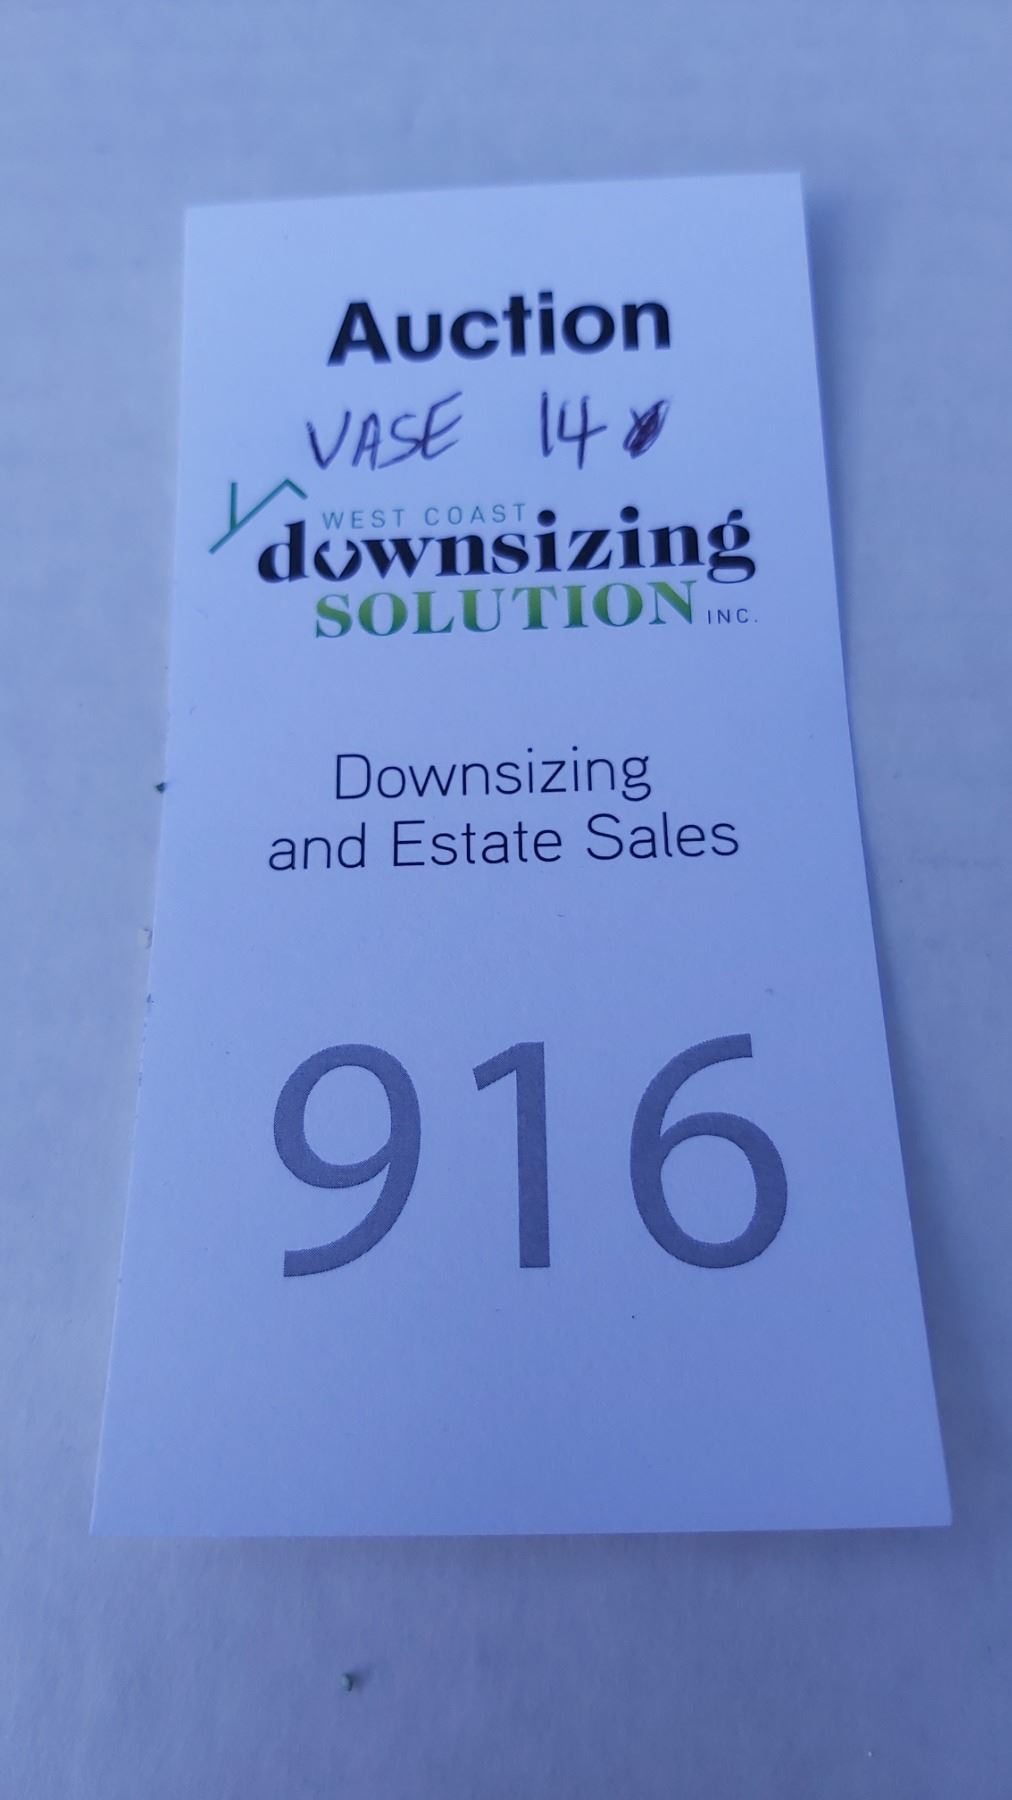 Auction
VASE 14
WEST COAST
downsizing
SOLUTION INC.
Downsizing
and Estate Sales
916